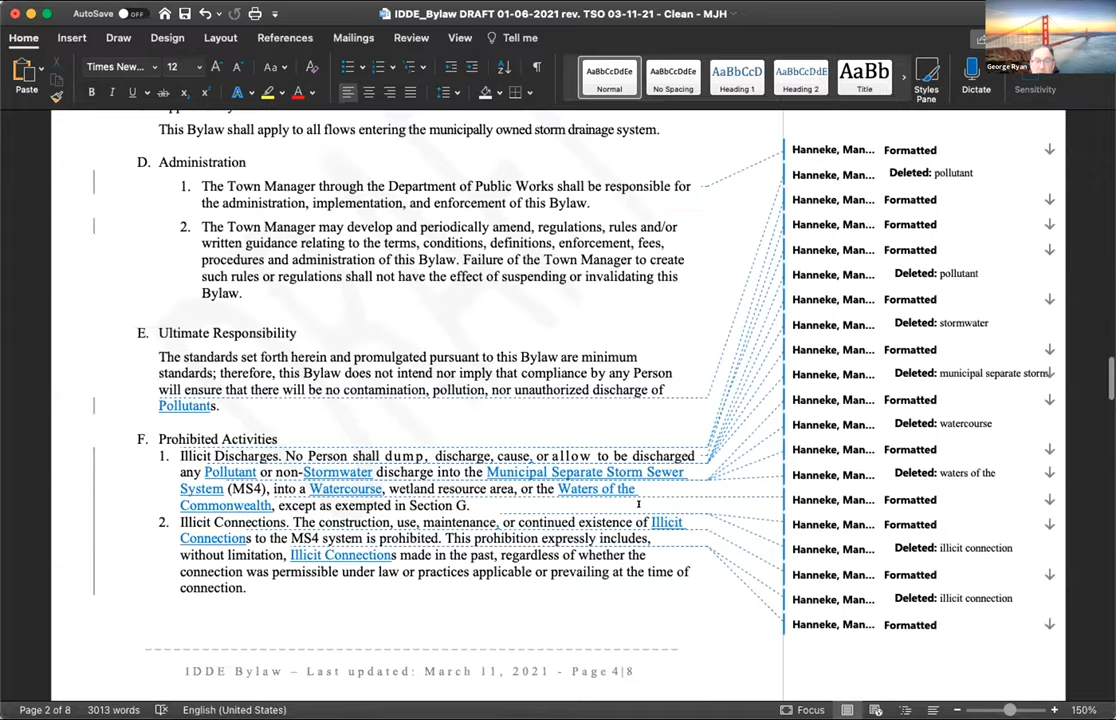 AutoSave OFF
IDDE_Bylaw DRAFT 01-06-2021 rev. TSO 03-11-21 - Clean - MJH
Home Insert Draw Design Layout References Mailings Review View Tell me
George Ryan
Paste
Times New... 12
AaBbCcDdEe Normal
AaBbCcDdEe No Spacing
AaBbCcD Heading 1
AaBbCcDdE Heading 2
AaBb Title
Styles Pane
Dictate
Sensitivity
This Bylaw shall apply to all flows entering the municipally owned storm drainage system.
D. Administration
1. The Town Manager through the Department of Public Works shall be responsible for
the administration, implementation, and enforcement of this Bylaw.
2. The Town Manager may develop and periodically amend, regulations, rules and/or
written guidance relating to the terms, conditions, definitions, enforcement, fees,
procedures and administration of this Bylaw. Failure of the Town Manager to create
such rules or regulations shall not have the effect of suspending or invalidating this
Bylaw.
E. Ultimate Responsibility
The standards set forth herein and promulgated pursuant to this Bylaw are minimum
standards; therefore, this Bylaw does not intend nor imply that compliance by any Person
will ensure that there will be no contamination, pollution, nor unauthorized discharge of
Pollutants.
F. Prohibited Activities
1. Illicit Discharges. No Person shall dump, discharge, cause, or allow to be discharged
any Pollutant or non-Stormwater discharge into the Municipal Separate Storm Sewer
System (MS4), into a Watercourse, wetland resource area, or the Waters of the
Commonwealth, except as exempted in Section G.
2. Illicit Connections. The construction, use, maintenance, or continued existence of Illicit
Connections to the MS4 system is prohibited. This prohibition expressly includes,
without limitation, Illicit Connections made in the past, regardless of whether the
connection was permissible under law or practices applicable or prevailing at the time of
connection.
IDDE Bylaw – Last updated: March 11, 2021 - Page 4|8
Hanneke, Man... Formatted
Hanneke, Man... Deleted: pollutant
Hanneke, Man... Formatted
Hanneke, Man... Formatted
Hanneke, Man... Formatted
Hanneke, Man... Deleted: pollutant
Hanneke, Man... Formatted
Hanneke, Man... Deleted: stormwater
Hanneke, Man... Formatted
Hanneke, Man... Deleted: municipal separate storm
Hanneke, Man... Formatted
Hanneke, Man... Deleted: watercourse
Hanneke, Man... Formatted
Hanneke, Man... Deleted: waters of the
Hanneke, Man... Formatted
Hanneke, Man... Formatted
Hanneke, Man... Deleted: illicit connection
Hanneke, Man... Formatted
Hanneke, Man... Deleted: illicit connection
Hanneke, Man... Formatted
Page 2 of 8 3013 words English (United States) Focus 150%